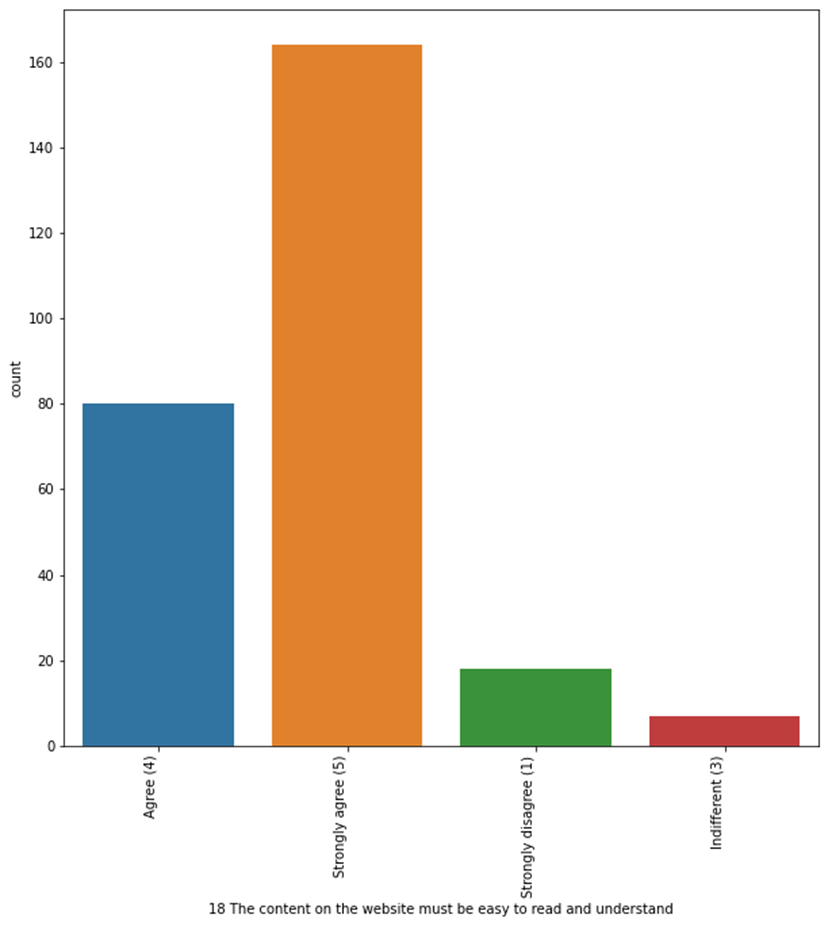 160
140
120
100
80
60
40
20
0
count
Agree (4)
Strongly agree (5)
Strongly disagree (1)
Indifferent (3)
18 The content on the website must be easy to read and understand